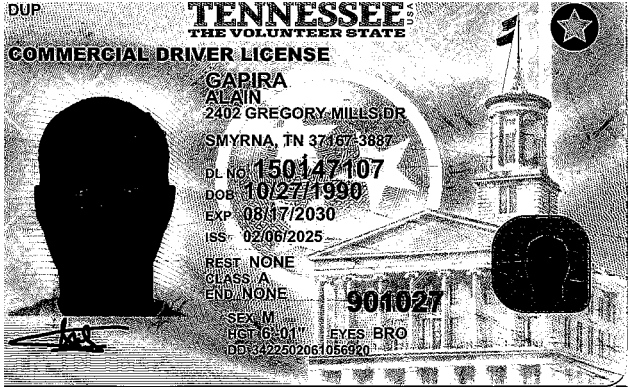 DUP
TENNESSEE USA
THE VOLUNTEER STATE
COMMERCIAL DRIVER LICENSE
GAPIRA
ALAIN
2402 GREGORY MILLS DR
SMYRNA, TN 37167-3887
DL NO. 150147107
DOB 10/27/1990
EXP 08/17/2030
ISS 02/06/2025
REST NONE
CLASS A
END NONE
901027
SEX M
HGT 6'-01" EYES BRO
DD 3422502061056920